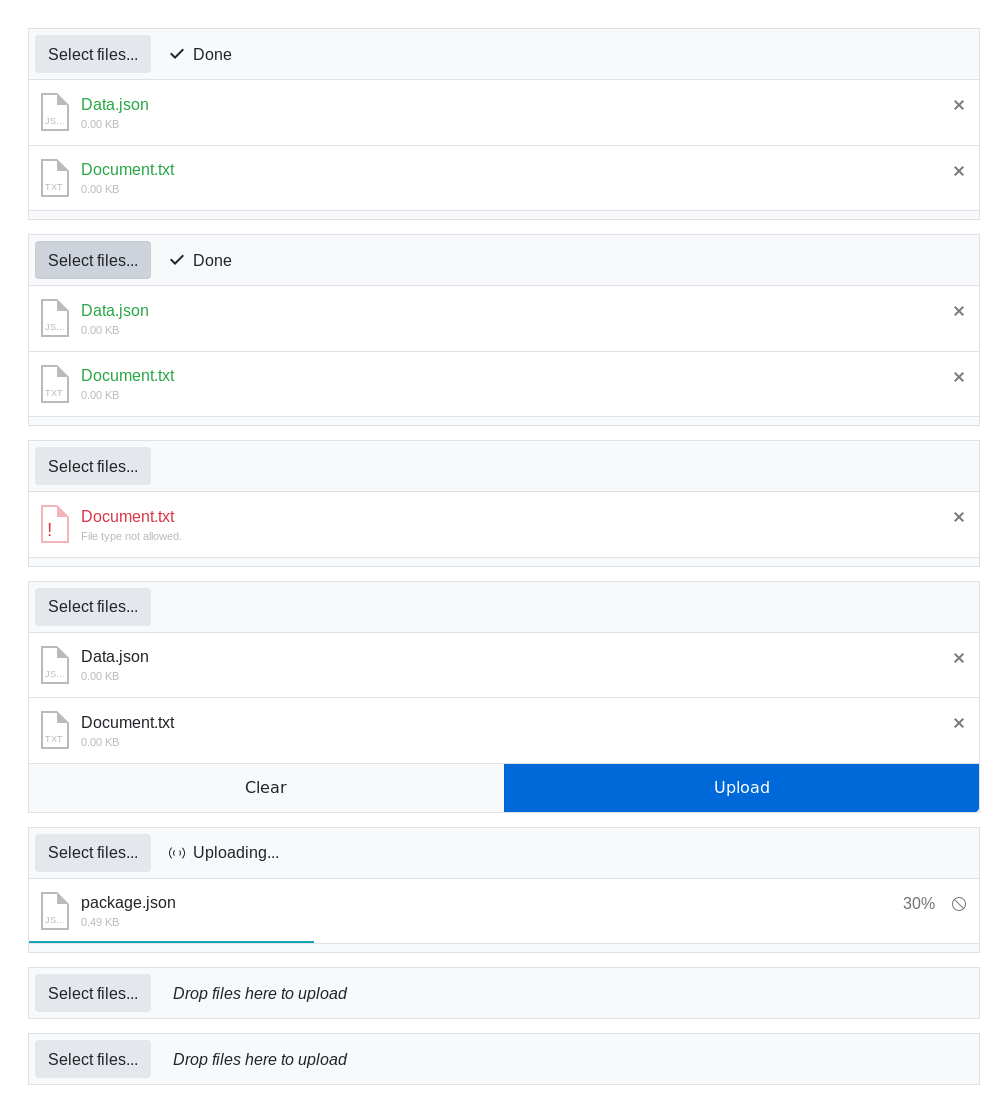 Select files... Done
JS... Data.json
0.00 KB
TXT Document.txt
0.00 KB
Select files... Done
JS... Data.json
0.00 KB
TXT Document.txt
0.00 KB
Select files...
! Document.txt
File type not allowed.
Select files...
JS... Data.json
0.00 KB
TXT Document.txt
0.00 KB
Clear Upload
Select files... Uploading...
JS... package.json 30%
0.49 KB
Select files... Drop files here to upload
Select files... Drop files here to upload